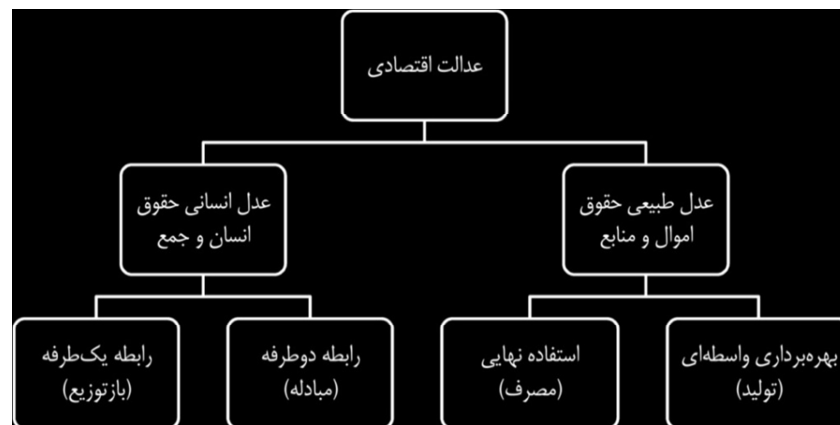 عدالت اقتصادی
عدل طبیعی حقوق
اموال و منابع
عدل انسانی حقوق
انسان و جمع
بهره‌برداری واسطه‌ای
(تولید)
استفاده نهایی
(مصرف)
رابطه دوطرفه
(مبادله)
رابطه یک‌طرفه
(بازتوزیع)